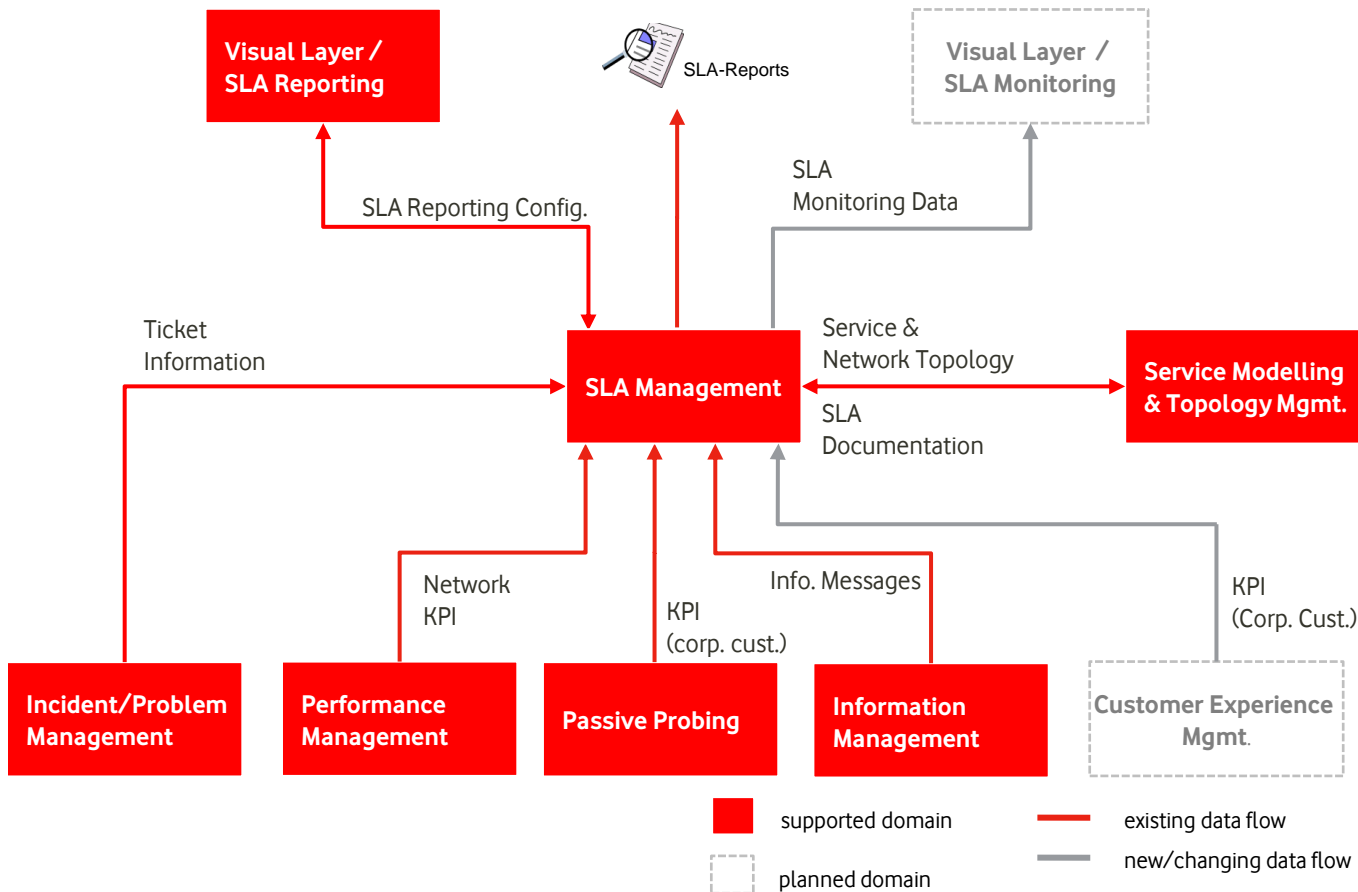 Visual Layer /
SLA Reporting
SLA-Reports
Visual Layer /
SLA Monitoring
SLA
Monitoring Data
SLA Reporting Config.
Ticket
Information
Service &
Network Topology
SLA Management
Service Modelling
& Topology Mgmt.
SLA
Documentation
Network
KPI
KPI
(corp. cust.)
Info. Messages
KPI
(Corp. Cust.)
Incident/Problem
Management
Performance
Management
Passive Probing
Information
Management
Customer Experience
Mgmt.
supported domain
existing data flow
planned domain
new/changing data flow